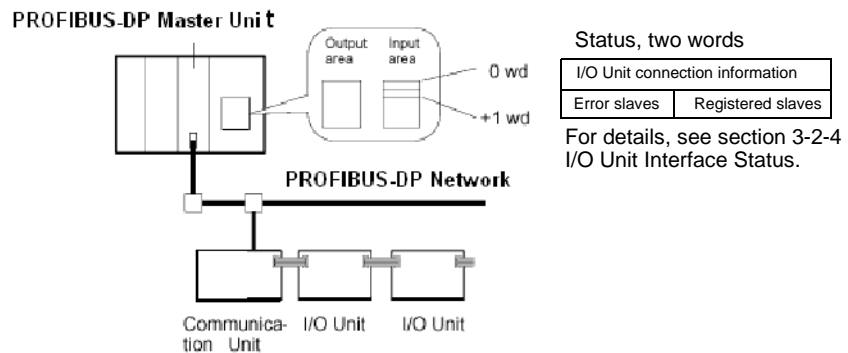 PROFIBUS-DP Master Unit
Output area
Input area
0 wd
+1 wd
Status, two words
I/O Unit connection information
Error slaves
Registered slaves
For details, see section 3-2-4
I/O Unit Interface Status.
PROFIBUS-DP Network
Communica-
tion Unit
I/O Unit
I/O Unit